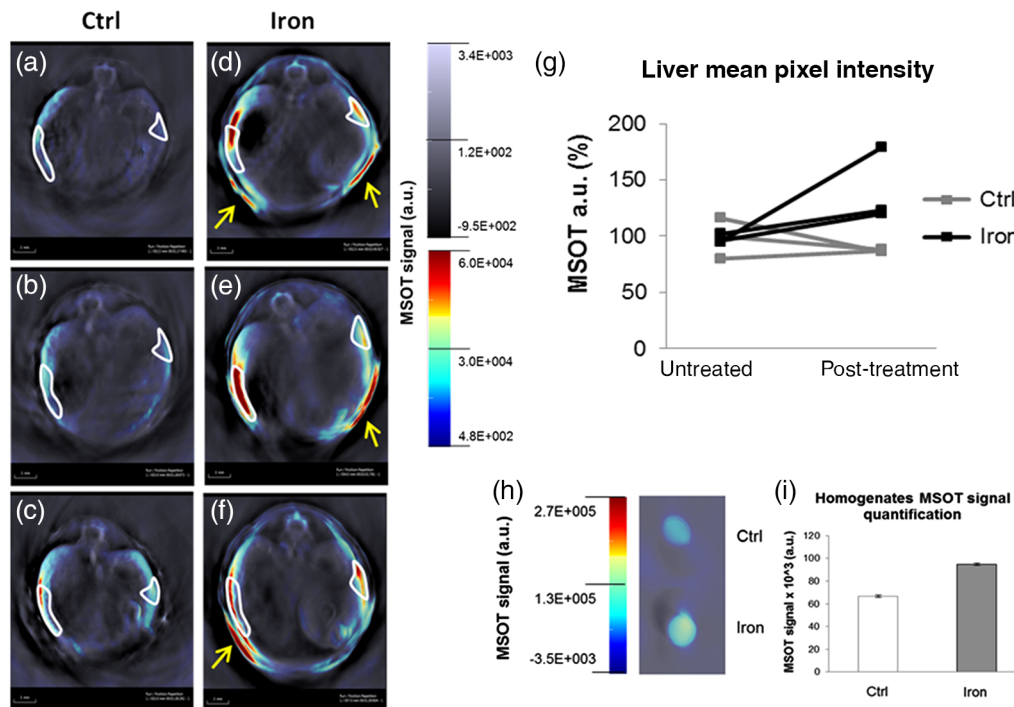 Ctrl
Iron
(a)
(d)
(b)
(e)
(c)
(f)
MSOT signal (a.u.)
3.4E+003
1.2E+002
-9.5E+002
6.0E+004
3.0E+004
4.8E+002
(g)
Liver mean pixel intensity
MSOT a.u. (%)
200
150
100
50
0
Untreated
Post-treatment
Ctrl
Iron
(h)
MSOT signal (a.u.)
2.7E+005
1.3E+005
-3.5E+003
Ctrl
Iron
(i)
Homogenates MSOT signal
quantification
MSOT signal x 10^3 (a.u.)
120
100
80
60
40
20
0
Ctrl
Iron